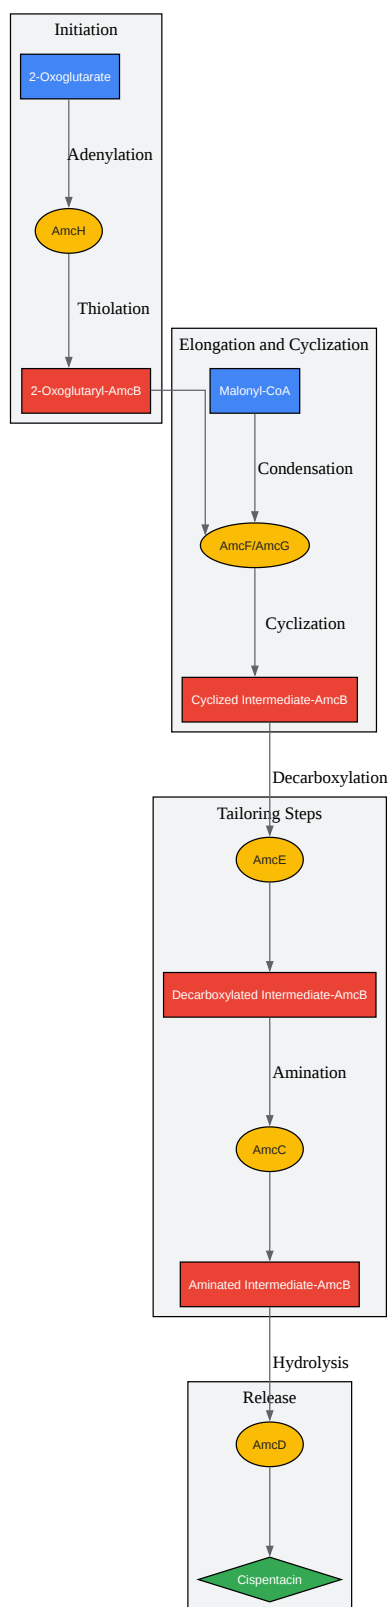 Initiation
2-Oxoglutarate
Adenylation
AmcH
Thiolation
2-Oxoglutaryl-AmcB
Elongation and Cyclization
Malonyl-CoA
Condensation
AmcF/AmcG
Cyclization
Cyclized Intermediate-AmcB
Decarboxylation
Tailoring Steps
AmcE
Decarboxylated Intermediate-AmcB
Amination
AmcC
Aminated Intermediate-AmcB
Hydrolysis
Release
AmcD
Cispentacin